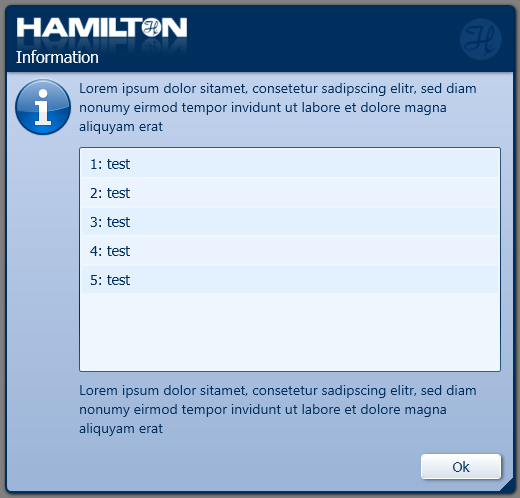 HAMILTON
Information
Lorem ipsum dolor sitamet, consetetur sadipscing elitr, sed diam
nonumy eirmod tempor invidunt ut labore et dolore magna
aliquyam erat
1: test
2: test
3: test
4: test
5: test
Lorem ipsum dolor sitamet, consetetur sadipscing elitr, sed diam
nonumy eirmod tempor invidunt ut labore et dolore magna
aliquyam erat
Ok